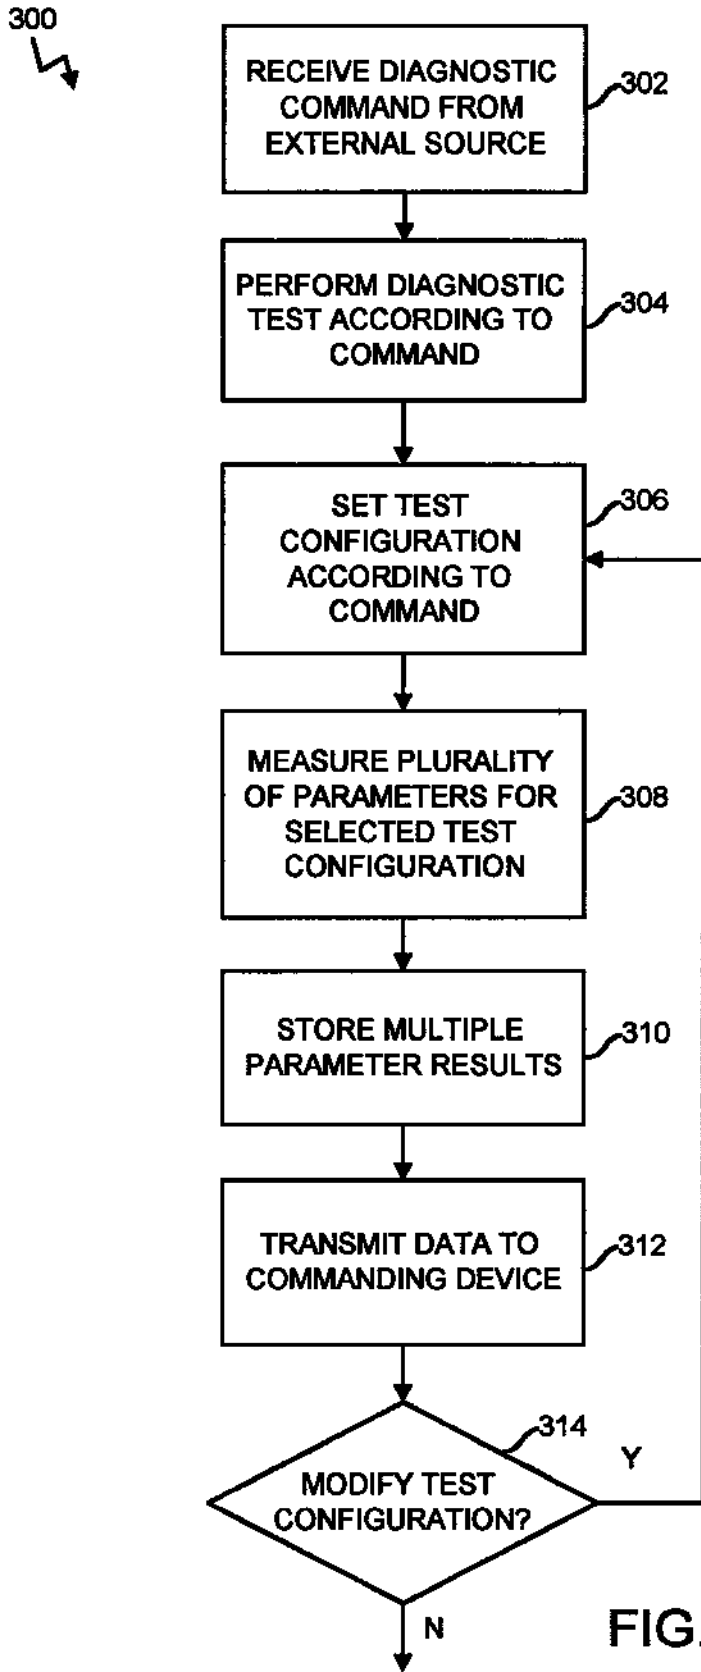 300
RECEIVE DIAGNOSTIC
COMMAND FROM
EXTERNAL SOURCE
302
PERFORM DIAGNOSTIC
TEST ACCORDING TO
COMMAND
304
SET TEST
CONFIGURATION
ACCORDING TO
COMMAND
306
MEASURE PLURALITY
OF PARAMETERS FOR
SELECTED TEST
CONFIGURATION
308
STORE MULTIPLE
PARAMETER RESULTS
310
TRANSMIT DATA TO
COMMANDING DEVICE
312
MODIFY TEST
CONFIGURATION?
314
Y
N
FIG.